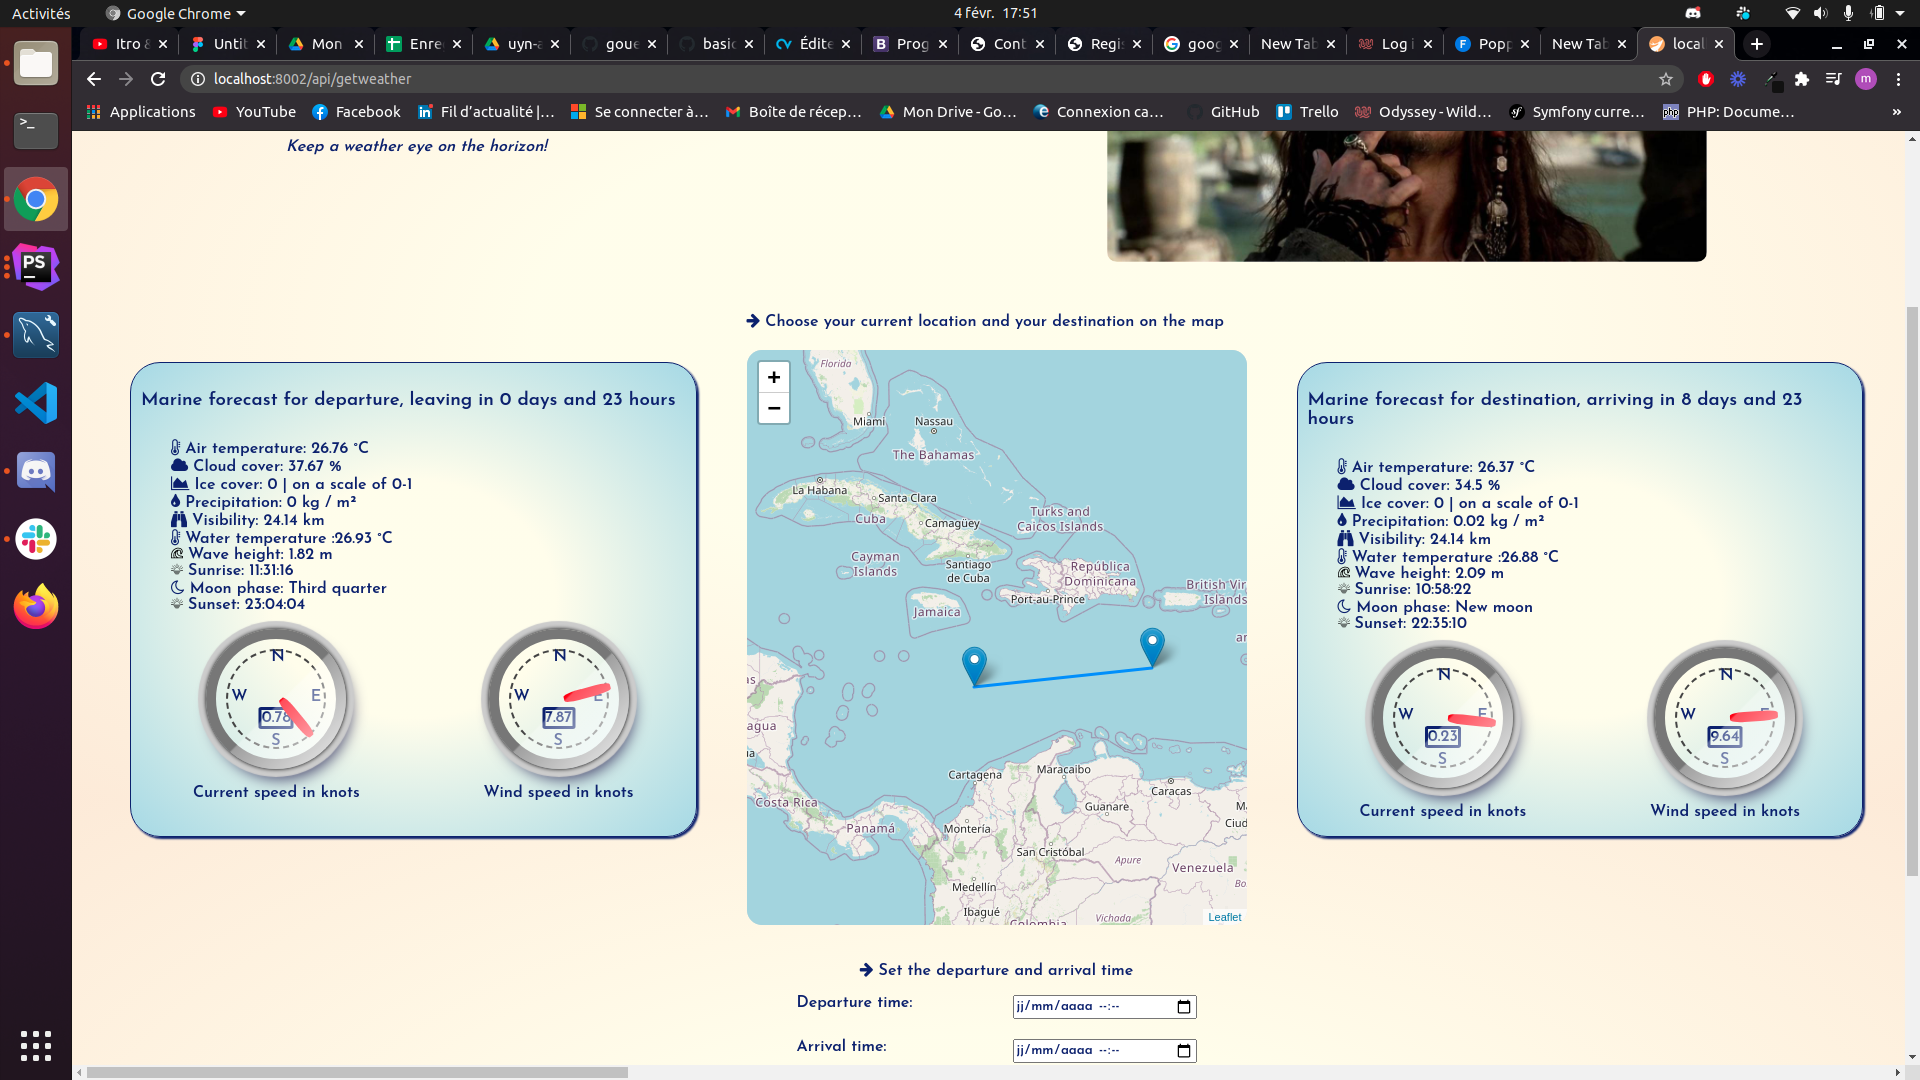 Activités
Google Chrome
4 févr. 17:51
Itro &
Untit
Mon
Enre
uyn-a
goue
basic
Édite
Prog
Cont
Regis
goog
New Tab
Log i
Popp
New Tab
local
localhost:8002/api/getweather
m
Applications
YouTube
Facebook
Fil d'actualité |...
Se connecter à...
Boîte de récep...
Mon Drive - Go...
Connexion ca...
GitHub
Trello
Odyssey - Wild...
Symfony curre...
php
PHP: Docume...
»
PS
Keep a weather eye on the horizon!
Choose your current location and your destination on the map
Marine forecast for departure, leaving in 0 days and 23 hours
Air temperature: 26.76 °C
Cloud cover: 37.67 %
Ice cover: 0 | on a scale of 0-1
Precipitation: 0 kg / m²
Visibility: 24.14 km
Water temperature :26.93 °C
Wave height: 1.82 m
Sunrise: 11:31:16
Moon phase: Third quarter
Sunset: 23:04:04
N
W
E
0.78
S
Current speed in knots
N
W
E
7.87
S
Wind speed in knots
+
−
Florida
Miami
Nassau
The Bahamas
La Habana
Santa Clara
Cuba
Camagüey
Turks and
Caicos Islands
Cayman
Islands
Santiago
de Cuba
República
Dominicana
Port-au-Prince
British Vir
Islands
Jamaica
an
as
agua
ia
Costa Rica
Panamá
Cartagena
Maracaibo
Caracas
Guanare
Montería
Ma
Ciud
San Cristóbal
Apure
Venezuela
Medellín
Bo
Ibagué
Vichada
Colombia
Leaflet
Marine forecast for destination, arriving in 8 days and 23
hours
Air temperature: 26.37 °C
Cloud cover: 34.5 %
Ice cover: 0 | on a scale of 0-1
Precipitation: 0.02 kg / m²
Visibility: 24.14 km
Water temperature :26.88 °C
Wave height: 2.09 m
Sunrise: 10:58:22
Moon phase: New moon
Sunset: 22:35:10
N
W
E
0.23
S
Current speed in knots
N
W
E
9.64
S
Wind speed in knots
Set the departure and arrival time
Departure time:
jj/mm/aaaa --:--
Arrival time:
jj/mm/aaaa --:--